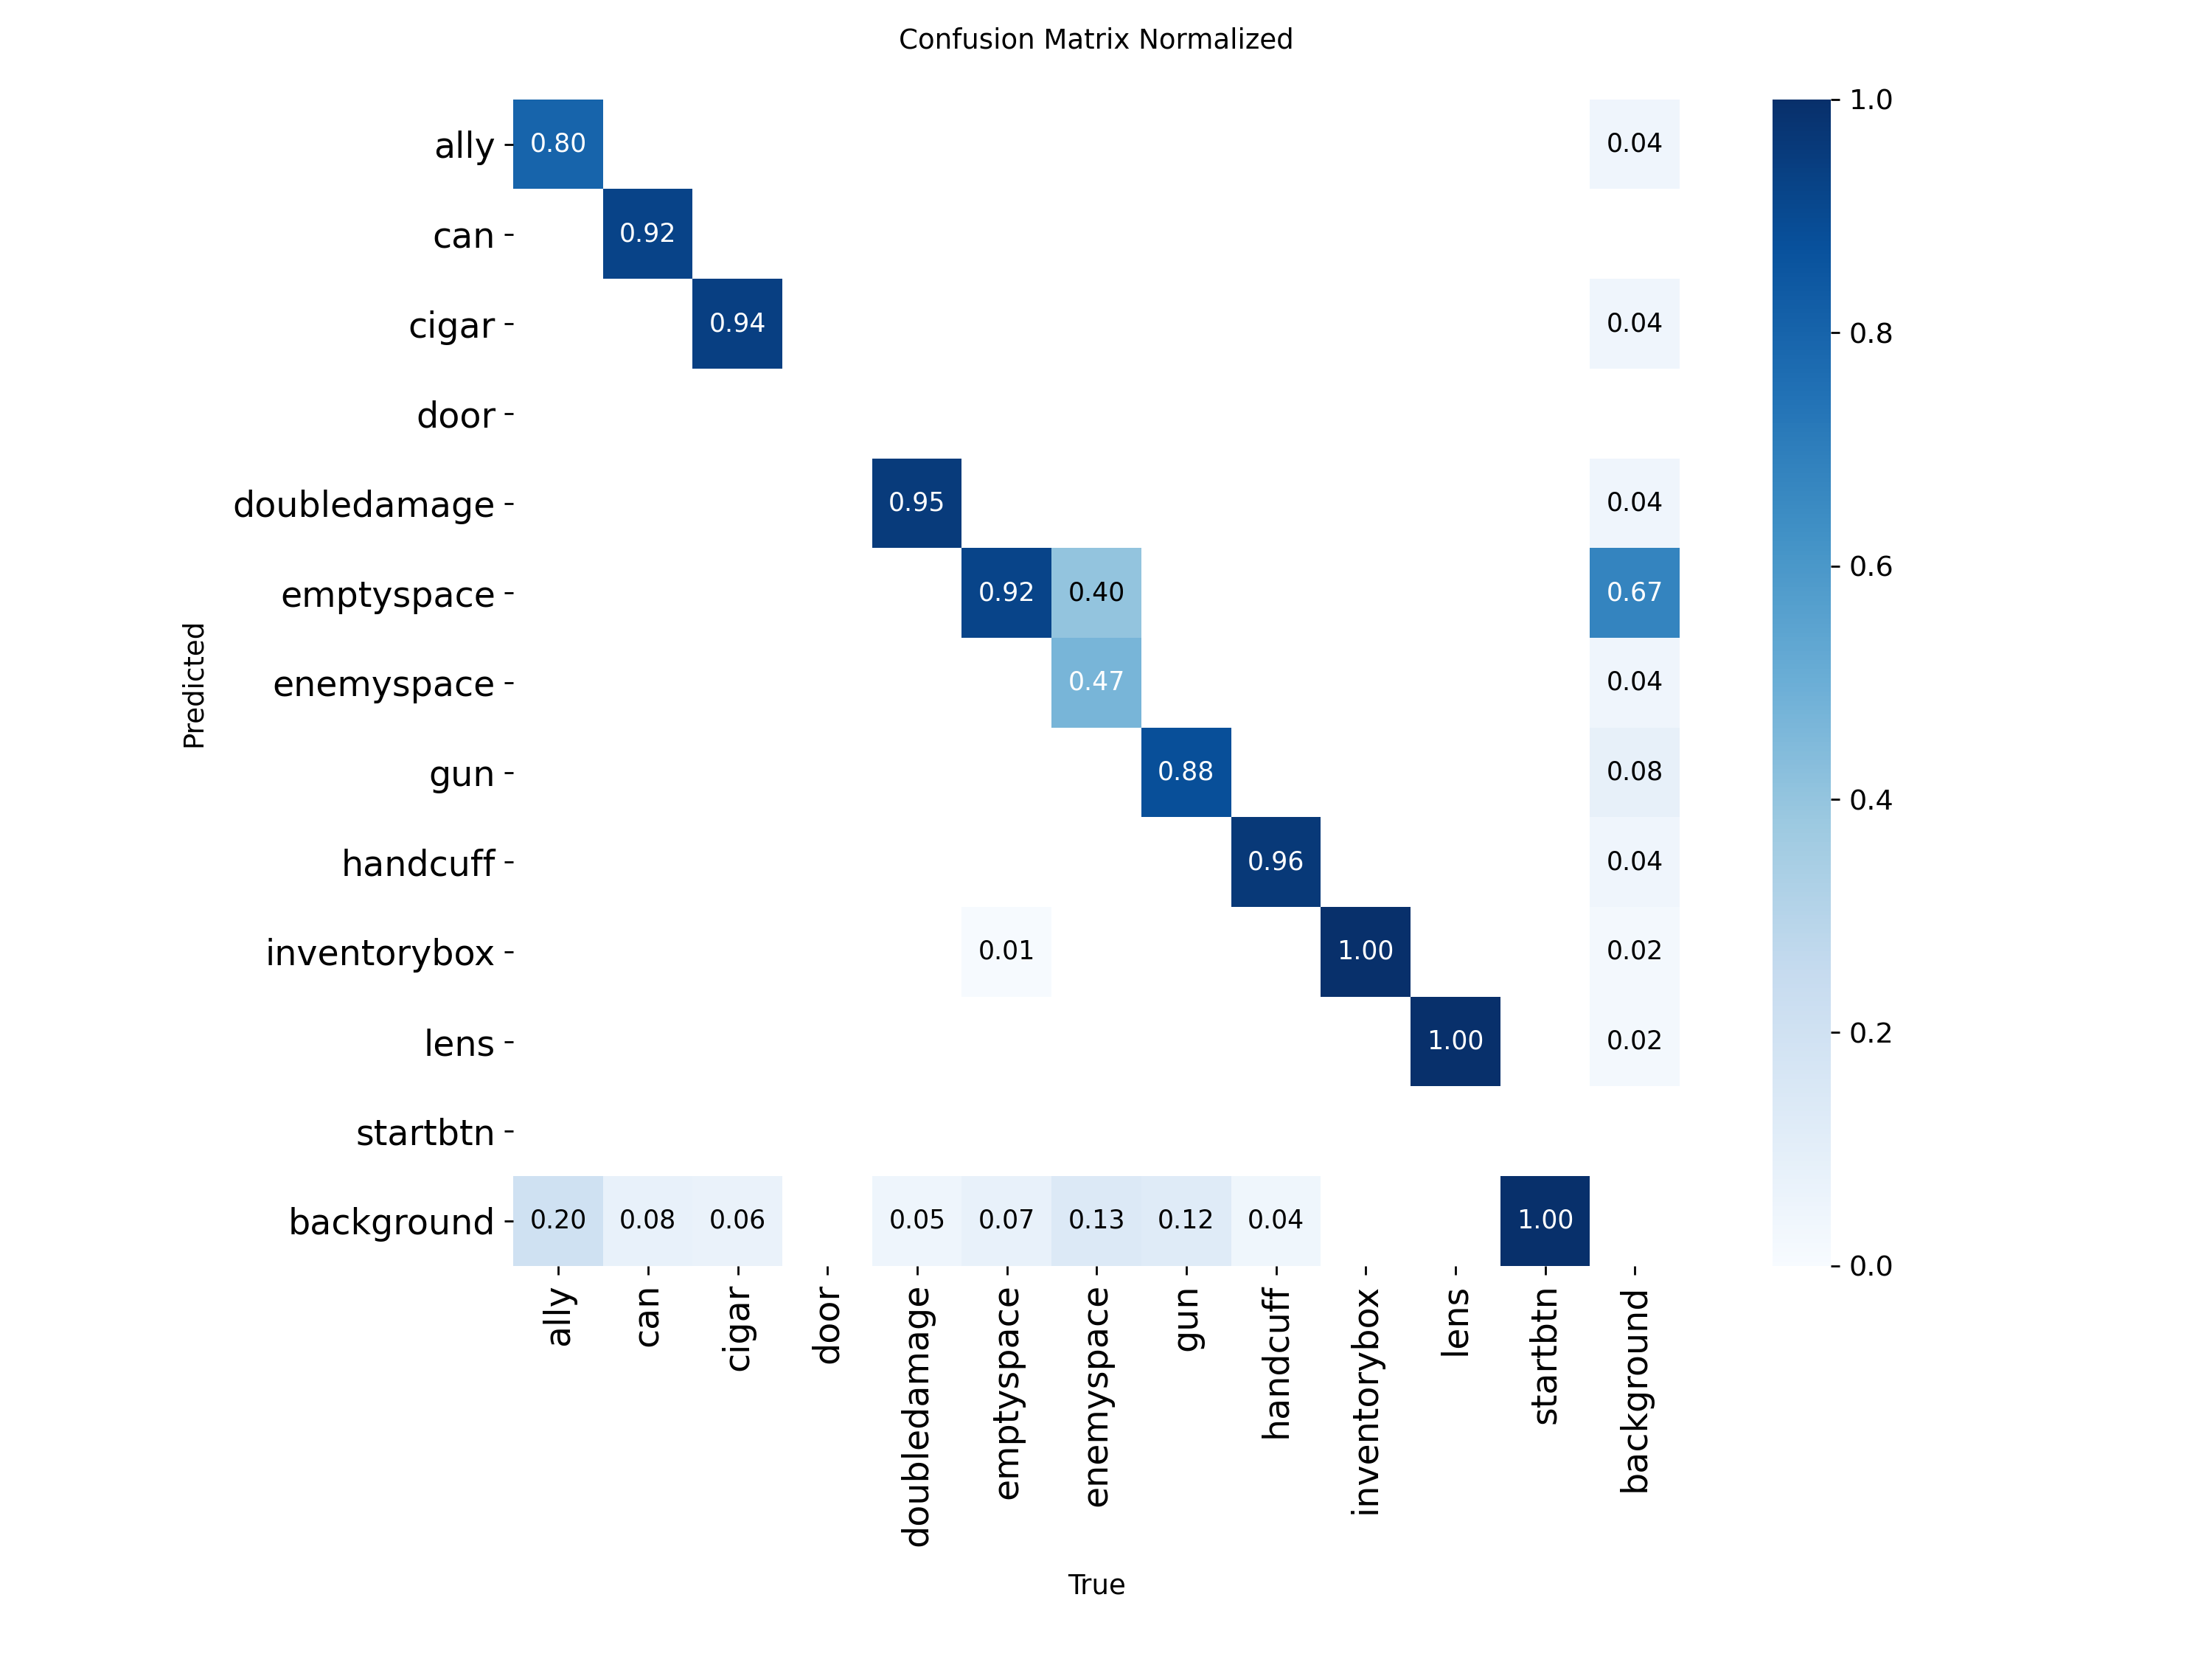 Confusion Matrix Normalized
ally 0.80 0.04
can 0.92
cigar 0.94 0.04
door
doubledamage 0.95 0.04
emptyspace 0.92 0.40 0.67
enemyspace 0.47 0.04
gun 0.88 0.08
handcuff 0.96 0.04
inventorybox 0.01 1.00 0.02
lens 1.00 0.02
startbtn
background 0.20 0.08 0.06 0.05 0.07 0.13 0.12 0.04 1.00
Predicted
ally can cigar door doubledamage emptyspace enemyspace gun handcuff inventorybox lens startbtn background
True
1.0
0.8
0.6
0.4
0.2
0.0